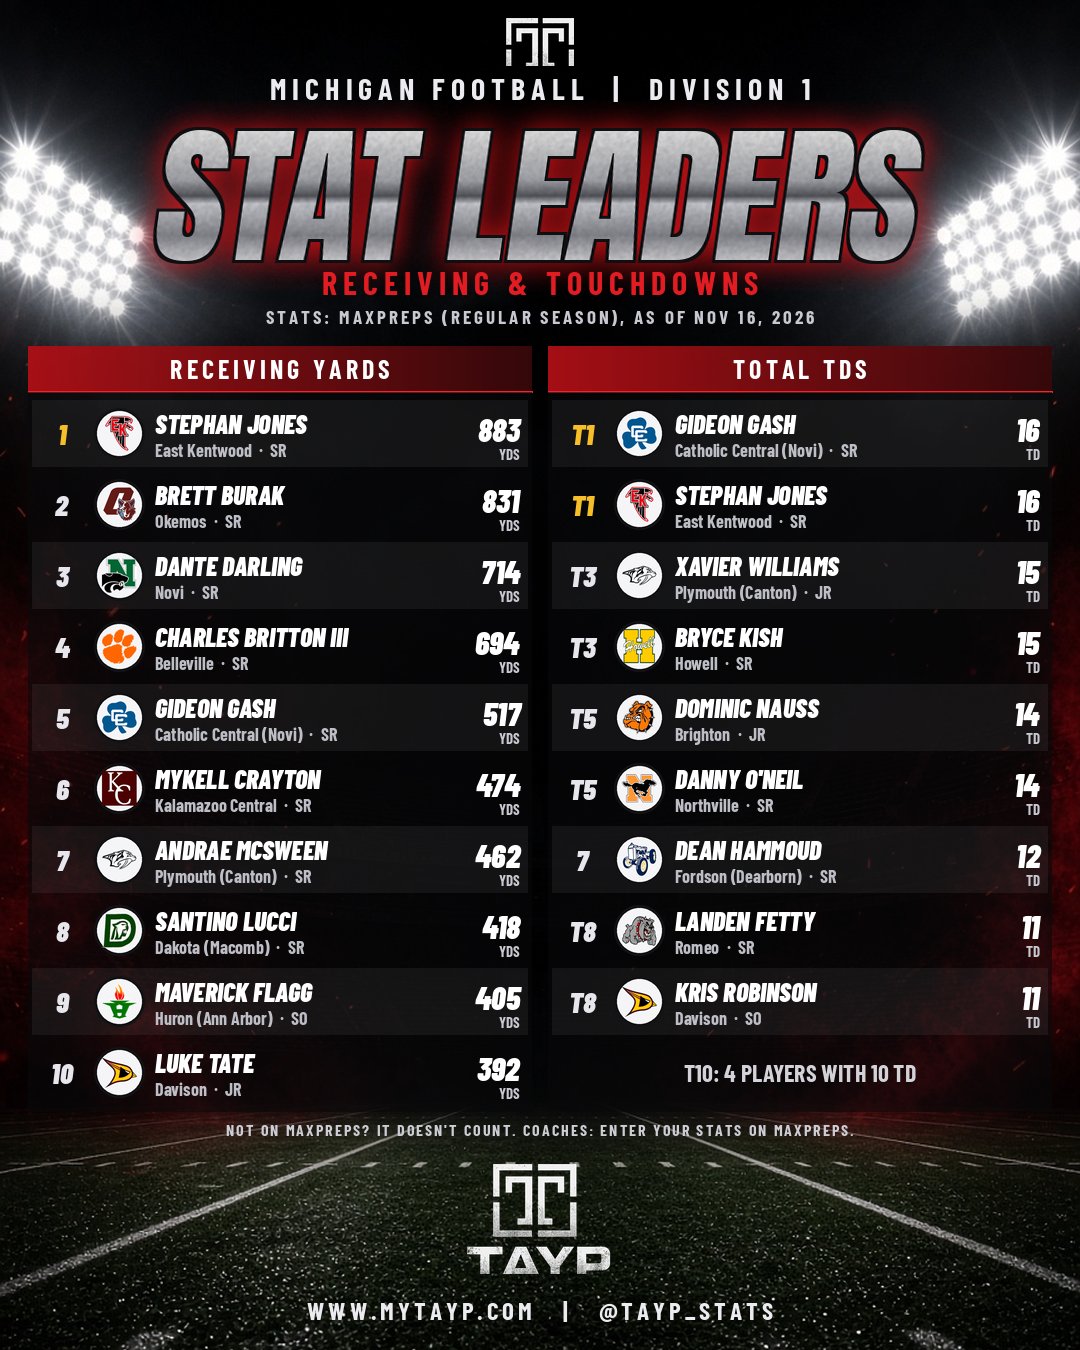 MICHIGAN FOOTBALL | DIVISION 1
STAT LEADERS
RECEIVING & TOUCHDOWNS
STATS: MAXPREPS (REGULAR SEASON), AS OF NOV 16, 2026
RECEIVING YARDS
1 STEPHAN JONES 883
East Kentwood · SR YDS
2 BRETT BURAK 831
Okemos · SR YDS
3 DANTE DARLING 714
Novi · SR YDS
4 CHARLES BRITTON III 694
Belleville · SR YDS
5 GIDEON GASH 517
Catholic Central (Novi) · SR YDS
6 MYKELL CRAYTON 474
Kalamazoo Central · SR YDS
7 ANDRAE MCSWEEN 462
Plymouth (Canton) · SR YDS
8 SANTINO LUCCI 418
Dakota (Macomb) · SR YDS
9 MAVERICK FLAGG 405
Huron (Ann Arbor) · SO YDS
10 LUKE TATE 392
Davison · JR YDS
TOTAL TDS
T1 GIDEON GASH 16
Catholic Central (Novi) · SR TD
T1 STEPHAN JONES 16
East Kentwood · SR TD
T3 XAVIER WILLIAMS 15
Plymouth (Canton) · JR TD
T3 BRYCE KISH 15
Howell · SR TD
T5 DOMINIC NAUSS 14
Brighton · JR TD
T5 DANNY O'NEIL 14
Northville · SR TD
7 DEAN HAMMOUD 12
Fordson (Dearborn) · SR TD
T8 LANDEN FETTY 11
Romeo · SR TD
T8 KRIS ROBINSON 11
Davison · SO TD
T10: 4 PLAYERS WITH 10 TD
NOT ON MAXPREPS? IT DOESN'T COUNT. COACHES: ENTER YOUR STATS ON MAXPREPS.
TAYP
WWW.MYTAYP.COM | @TAYP_STATS